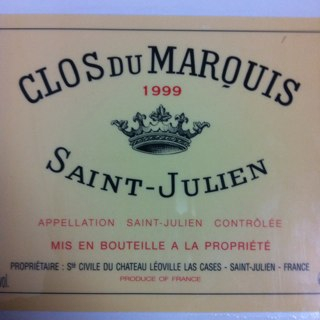 CLOS DU MARQUIS
1999
SAINT-JULIEN
APPELLATION SAINT-JULIEN CONTRÔLÉE
MIS EN BOUTEILLE A LA PROPRIÉTÉ
PROPRIÉTAIRE : Sté CIVILE DU CHATEAU LÉOVILLE LAS CASES - SAINT-JULIEN - FRANCE
vol. PRODUCE OF FRANCE